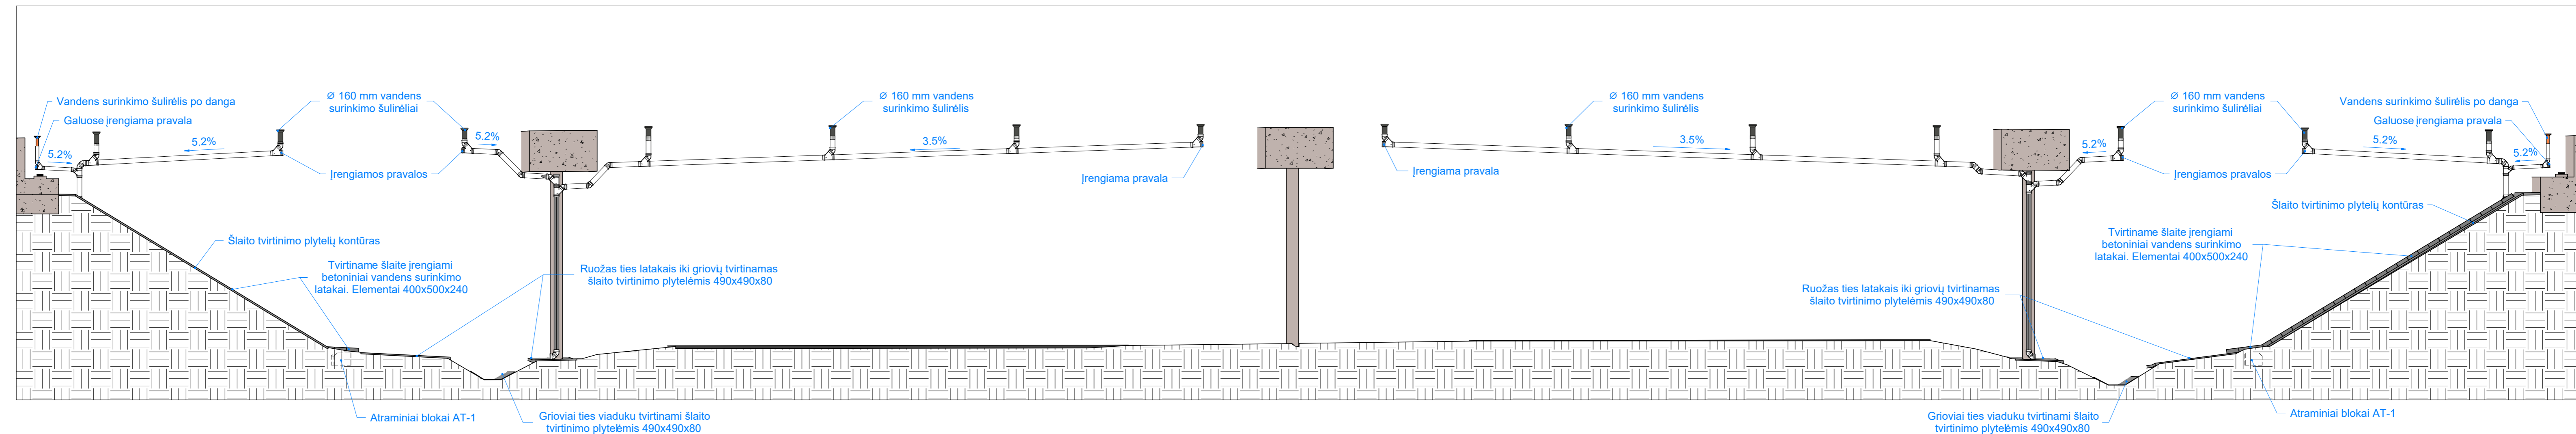 Vandens surinkimo šulinėlis po danga
Galuose įrengiama pravala
5.2%
5.2%
Ø 160 mm vandens
surinkimo šulinėliai
5.2%
Įrengiamos pravalos
Ø 160 mm vandens
surinkimo šulinėlis
3.5%
Įrengiama pravala
Ø 160 mm vandens
surinkimo šulinėlis
3.5%
Įrengiama pravala
Ø 160 mm vandens
surinkimo šulinėliai
5.2%
5.2%
Įrengiamos pravalos
Vandens surinkimo šulinėlis po danga
Galuose įrengiama pravala
5.2%
Šlaito tvirtinimo plytelių kontūras
Tvirtiname šlaite įrengiami
betoniniai vandens surinkimo
latakai. Elementai 400x500x240
Ruožas ties latakais iki griovių tvirtinamas
šlaito tvirtinimo plytelėmis 490x490x80
Šlaito tvirtinimo plytelių kontūras
Tvirtiname šlaite įrengiami
betoniniai vandens surinkimo
latakai. Elementai 400x500x240
Ruožas ties latakais iki griovių tvirtinamas
šlaito tvirtinimo plytelėmis 490x490x80
Atraminiai blokai AT-1
Grioviai ties viaduku tvirtinami šlaito
tvirtinimo plytelėmis 490x490x80
Grioviai ties viaduku tvirtinami šlaito
tvirtinimo plytelėmis 490x490x80
Atraminiai blokai AT-1